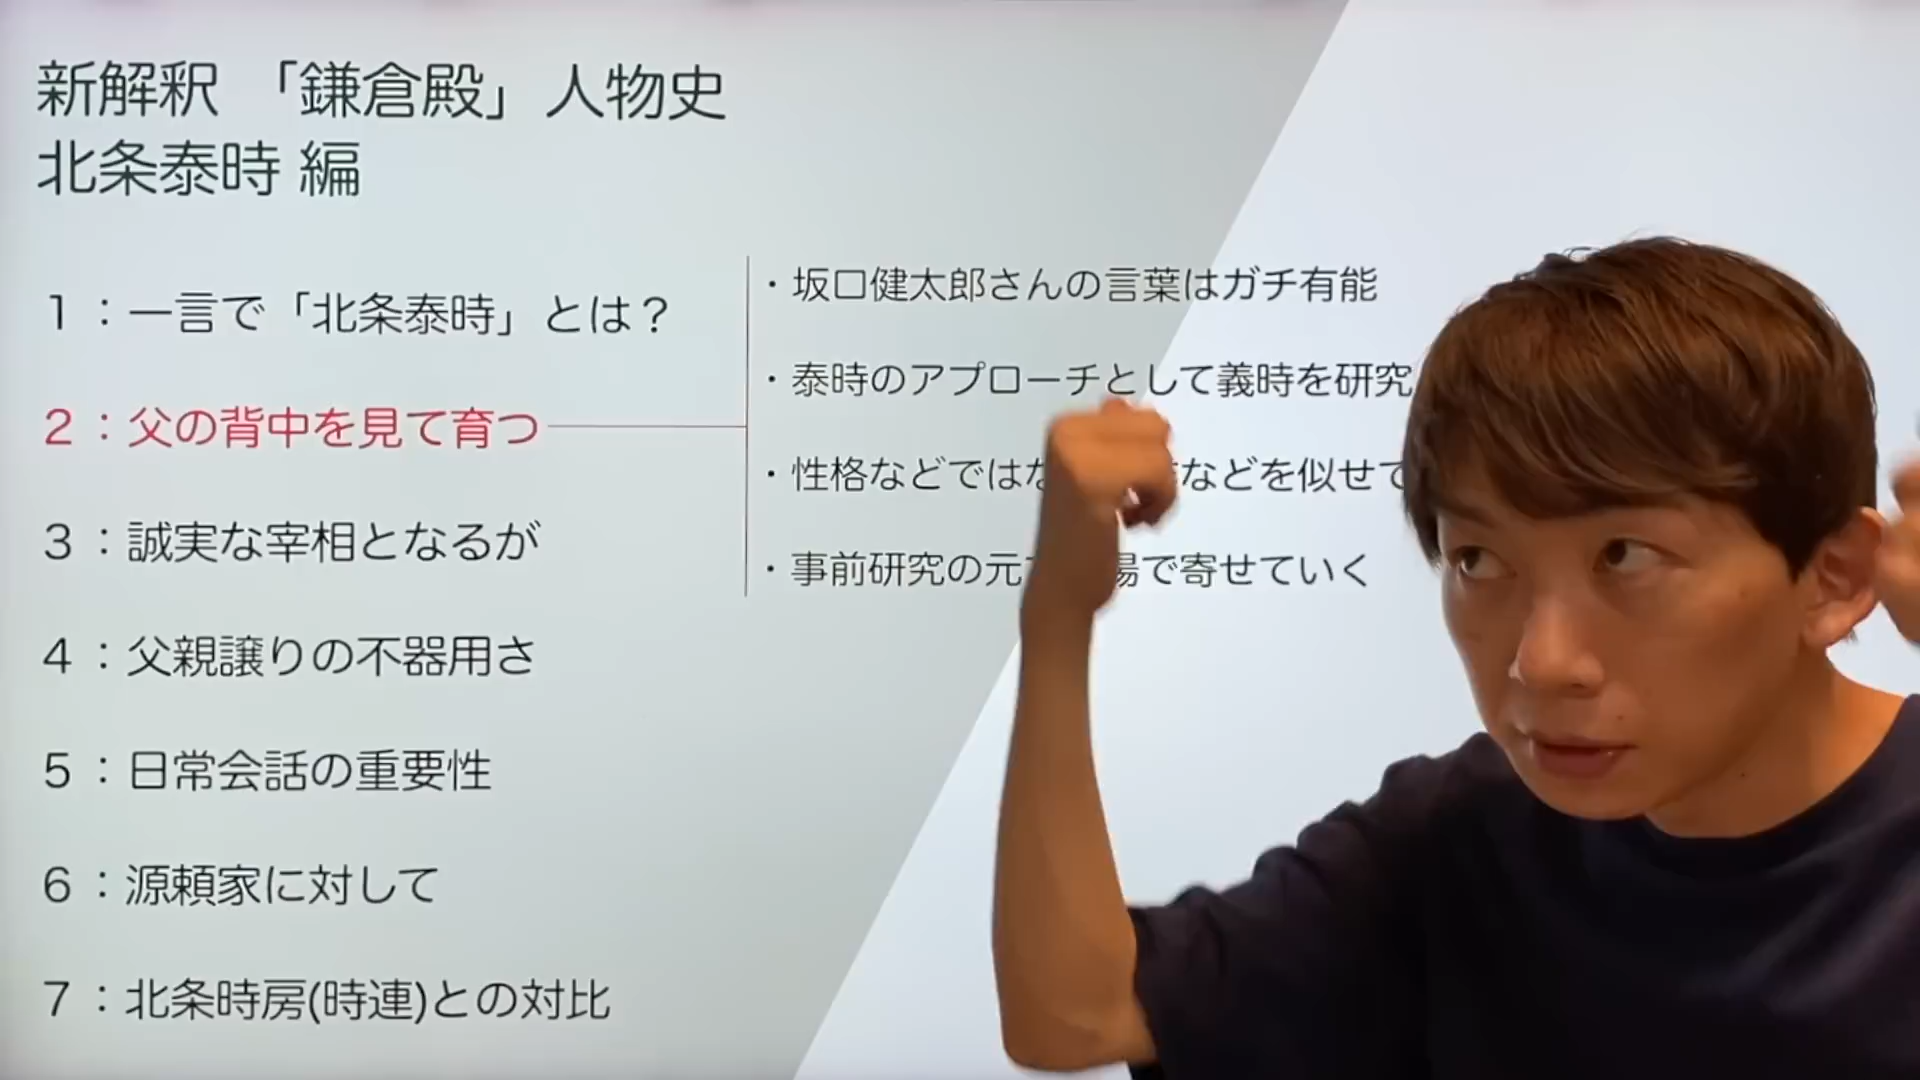 新解釈 「鎌倉殿」人物史
北条泰時 編
1：一言で「北条泰時」とは？
2：父の背中を見て育つ
・坂口健太郎さんの言葉はガチ有能
・泰時のアプローチとして義時を研究
・性格などではな などを似せて
・事前研究の元 場で寄せていく
3：誠実な宰相となるが
4：父親譲りの不器用さ
5：日常会話の重要性
6：源頼家に対して
7：北条時房(時連)との対比